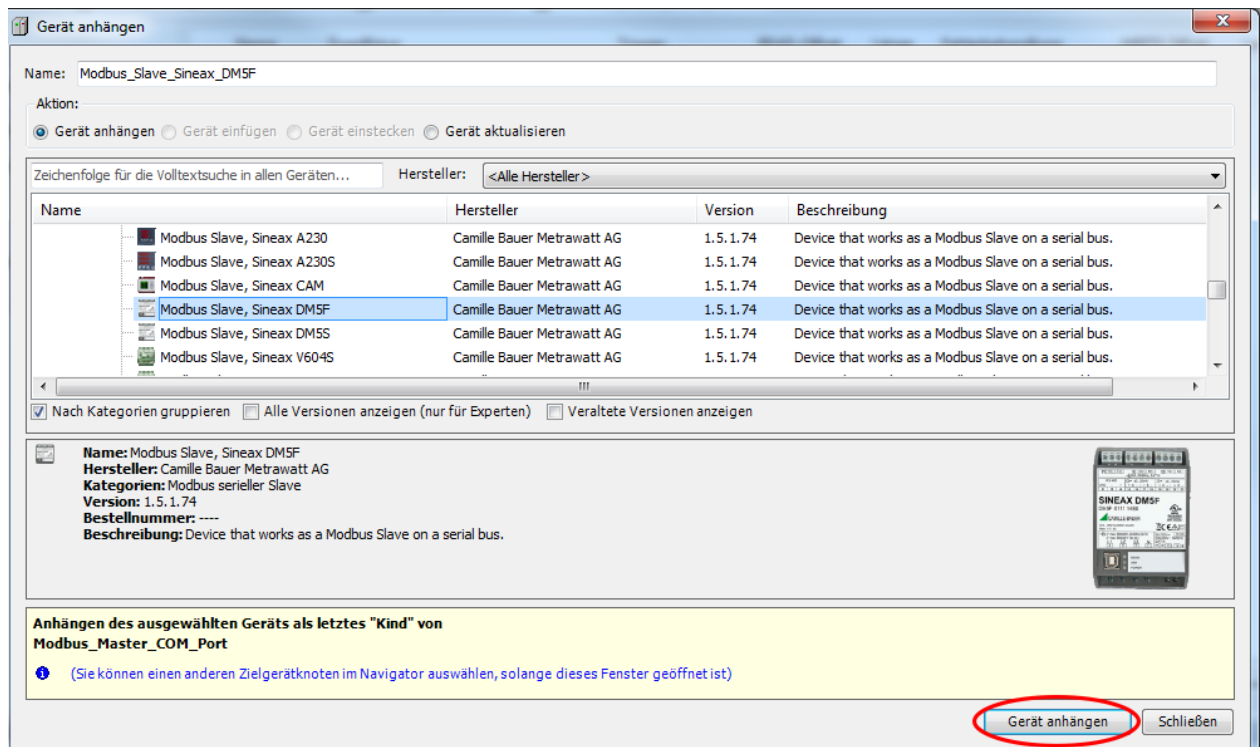 Gerät anhängen
Name: Modbus_Slave_Sineax_DM5F
Aktion:
Gerät anhängen Gerät einfügen Gerät einstecken Gerät aktualisieren
Zeichenfolge für die Volltextsuche in allen Geräten... Hersteller: <Alle Hersteller>
Name Hersteller Version Beschreibung
Modbus Slave, Sineax A230 Camille Bauer Metrawatt AG 1.5.1.74 Device that works as a Modbus Slave on a serial bus.
Modbus Slave, Sineax A230S Camille Bauer Metrawatt AG 1.5.1.74 Device that works as a Modbus Slave on a serial bus.
Modbus Slave, Sineax CAM Camille Bauer Metrawatt AG 1.5.1.74 Device that works as a Modbus Slave on a serial bus.
Modbus Slave, Sineax DM5F Camille Bauer Metrawatt AG 1.5.1.74 Device that works as a Modbus Slave on a serial bus.
Modbus Slave, Sineax DM5S Camille Bauer Metrawatt AG 1.5.1.74 Device that works as a Modbus Slave on a serial bus.
Modbus Slave, Sineax V604S Camille Bauer Metrawatt AG 1.5.1.74 Device that works as a Modbus Slave on a serial bus.
Nach Kategorien gruppieren Alle Versionen anzeigen (nur für Experten) Veraltete Versionen anzeigen
Name: Modbus Slave, Sineax DM5F
Hersteller: Camille Bauer Metrawatt AG
Kategorien: Modbus serieller Slave
Version: 1.5.1.74
Bestellnummer: ----
Beschreibung: Device that works as a Modbus Slave on a serial bus.
SINEAX DM5F
Anhängen des ausgewählten Geräts als letztes "Kind" von
Modbus_Master_COM_Port
(Sie können einen anderen Zielgerätknoten im Navigator auswählen, solange dieses Fenster geöffnet ist)
Gerät anhängen Schließen